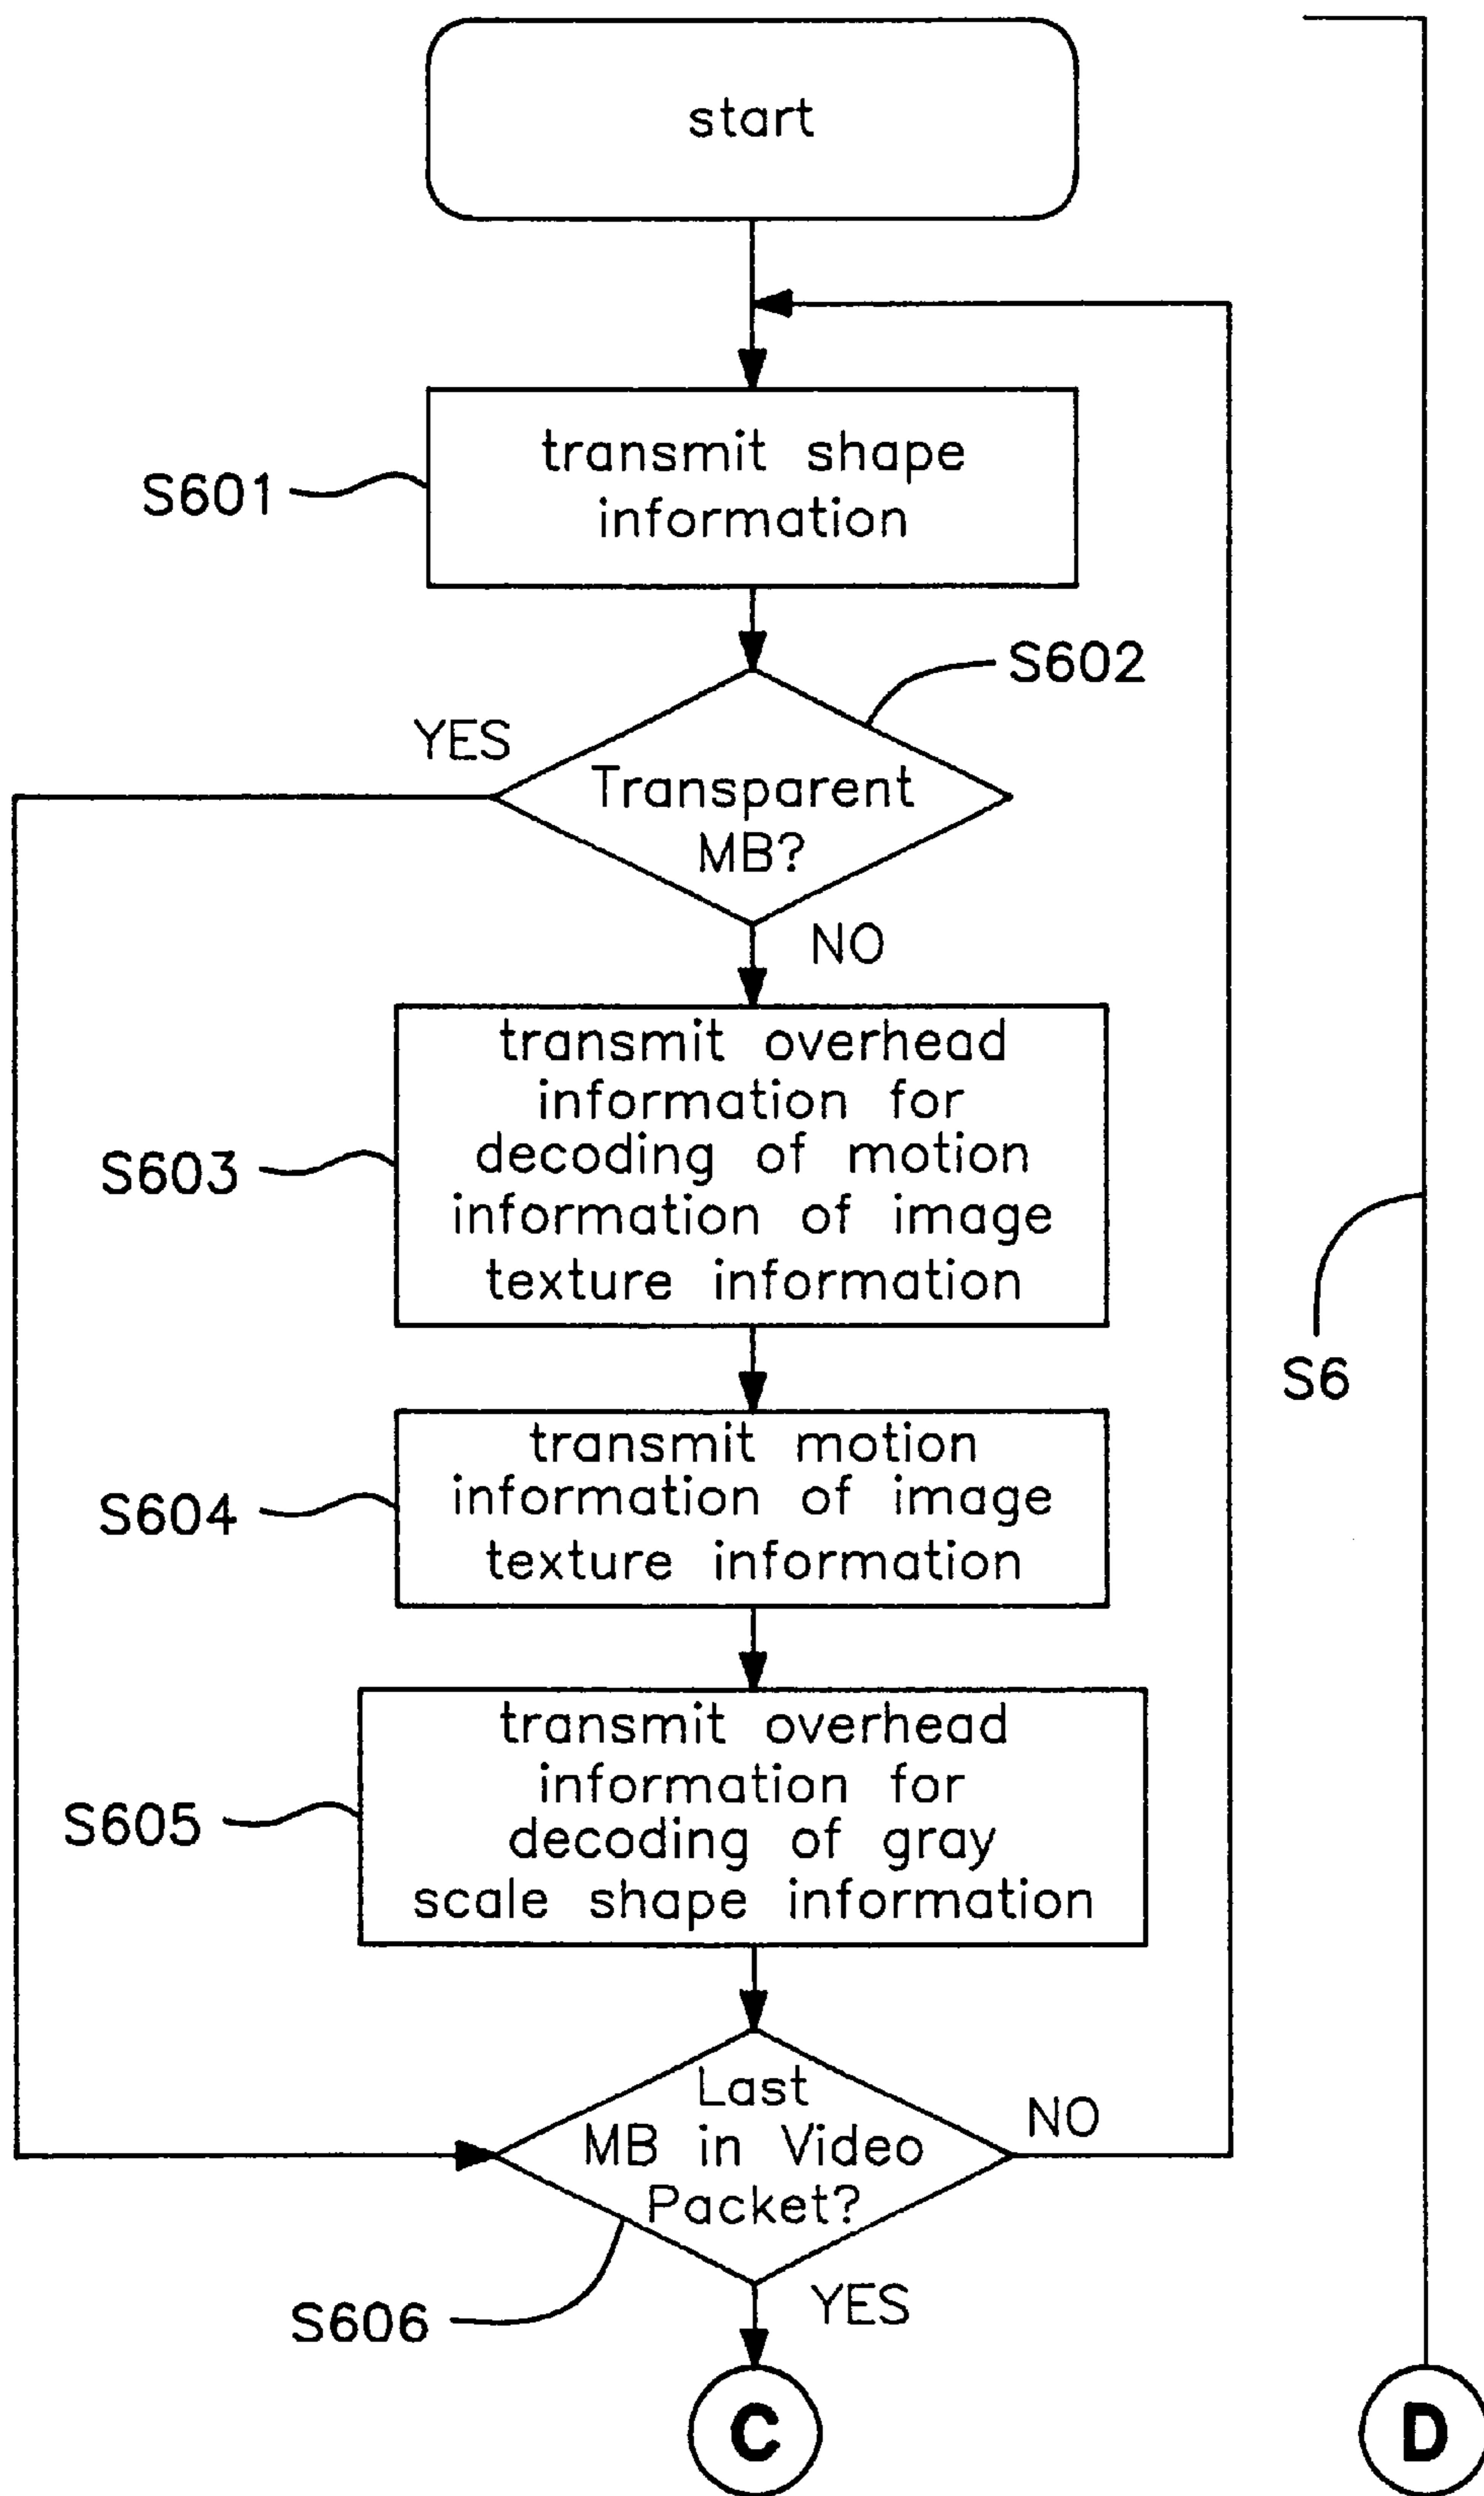 start
transmit shape
information
S601
S602
YES
Transparent
MB?
NO
transmit overhead
information for
decoding of motion
information of image
texture information
S603
S6
transmit motion
information of image
texture information
S604
transmit overhead
information for
decoding of gray
scale shape information
S605
Last
MB in Video
Packet?
NO
S606
YES
C
D